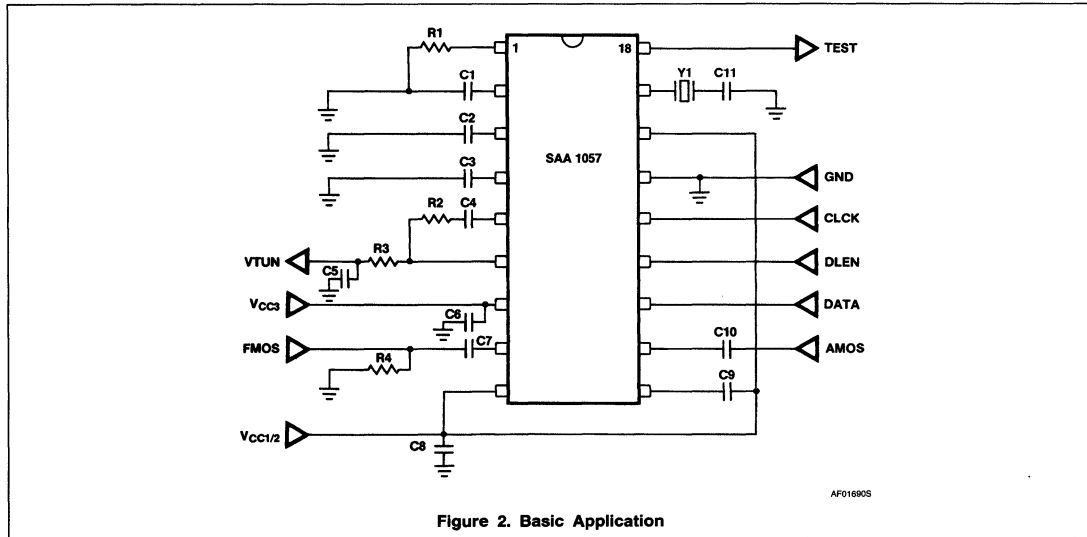 R1
1
18
TEST
C1
Y1
C11
C2
SAA 1057
C3
GND
R2
C4
CLCK
VTUN
R3
C5
DLEN
VCC3
C6
DATA
FMOS
R4
C7
C10
AMOS
C9
VCC1/2
C8
AF01690S
Figure 2. Basic Application